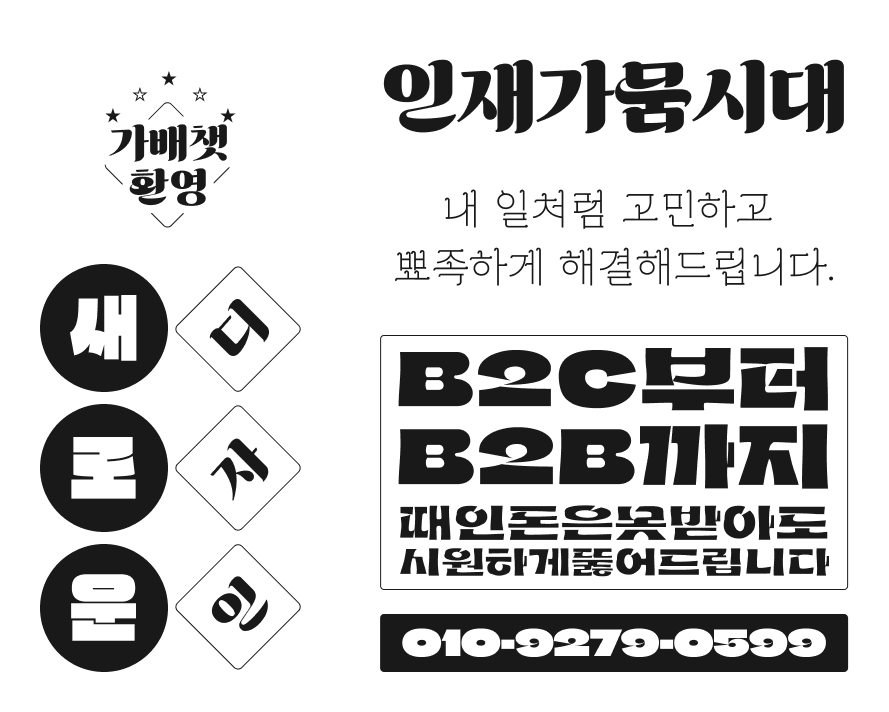 가배챗
환영
인재가뭄시대
내 일처럼 고민하고
뾰족하게 해결해드립니다.
새 디
로 자
운 인
B2C부터
B2B까지
때인돈은못받아도
시원하게뚫어드립니다
010-9279-0599